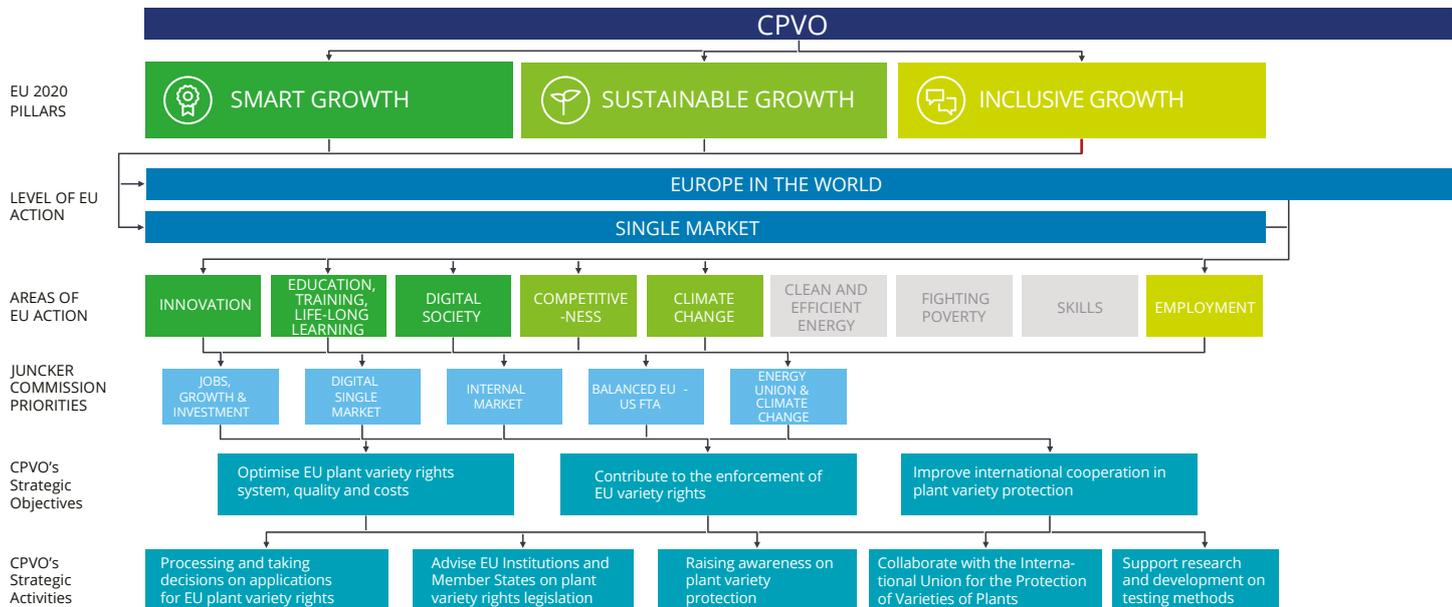 CPVO
EU 2020
PILLARS
SMART GROWTH
SUSTAINABLE GROWTH
INCLUSIVE GROWTH
LEVEL OF EU
ACTION
EUROPE IN THE WORLD
SINGLE MARKET
AREAS OF
EU ACTION
INNOVATION
EDUCATION,
TRAINING,
LIFE-LONG
LEARNING
DIGITAL
SOCIETY
COMPETITIVE
-NESS
CLIMATE
CHANGE
CLEAN AND
EFFICIENT
ENERGY
FIGHTING
POVERTY
SKILLS
EMPLOYMENT
JUNCKER
COMMISSION
PRIORITIES
JOBS,
GROWTH &
INVESTMENT
DIGITAL
SINGLE
MARKET
INTERNAL
MARKET
BALANCED EU -
US FTA
ENERGY
UNION &
CLIMATE
CHANGE
CPVO’s
Strategic
Objectives
Optimise EU plant variety rights
system, quality and costs
Contribute to the enforcement of
EU variety rights
Improve international cooperation in
plant variety protection
CPVO’s
Strategic
Activities
Processing and taking
decisions on applications
for EU plant variety rights
Advise EU Institutions and
Member States on plant
variety rights legislation
Raising awareness on
plant variety
protection
Collaborate with the Interna-
tional Union for the Protection
of Varieties of Plants
Support research
and development on
testing methods